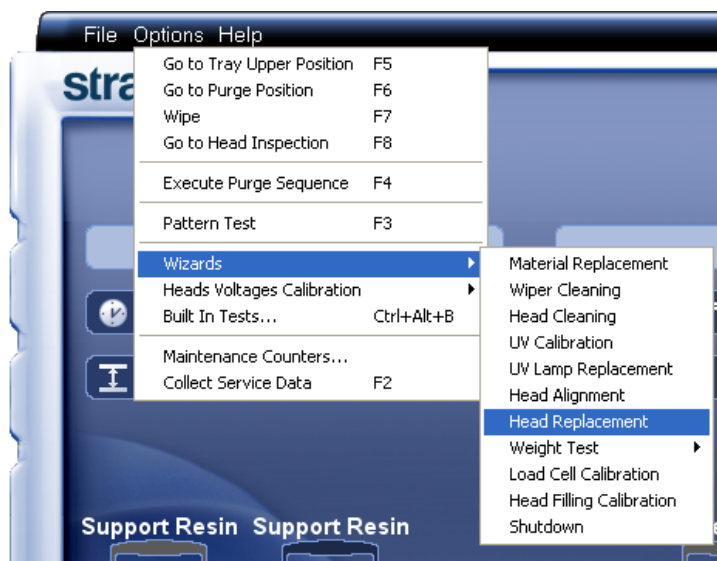 File Options Help
stra
Go to Tray Upper Position F5
Go to Purge Position F6
Wipe F7
Go to Head Inspection F8
Execute Purge Sequence F4
Pattern Test F3
Wizards
Heads Voltages Calibration
Built In Tests... Ctrl+Alt+B
Maintenance Counters...
Collect Service Data F2
Material Replacement
Wiper Cleaning
Head Cleaning
UV Calibration
UV Lamp Replacement
Head Alignment
Head Replacement
Weight Test
Load Cell Calibration
Head Filling Calibration
Shutdown
Support Resin Support Resin